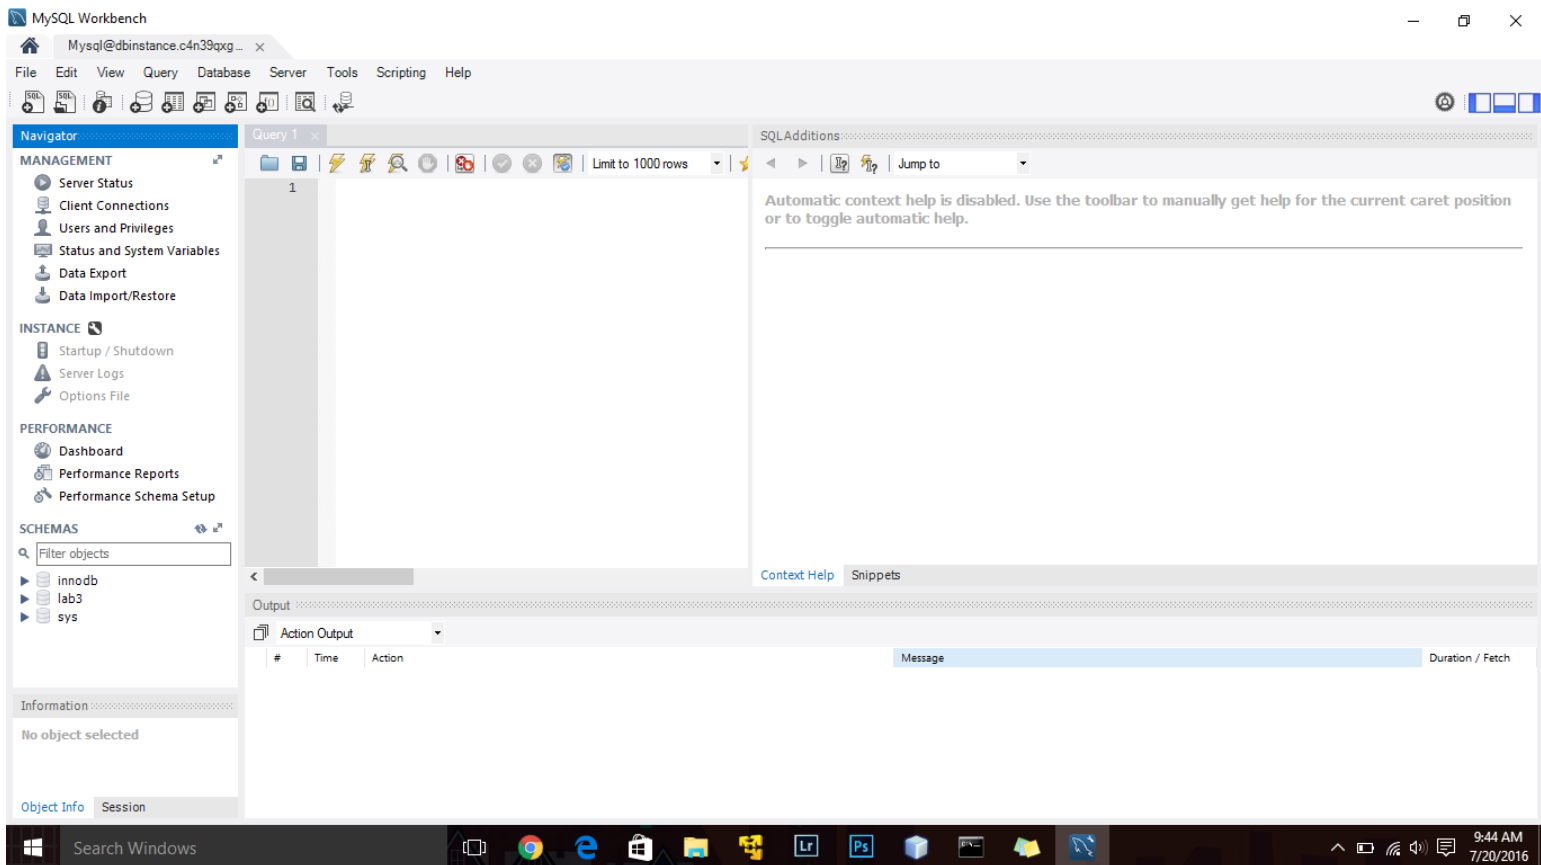 MySQL Workbench
Mysql@dbinstance.c4n39qxg...
File Edit View Query Database Server Tools Scripting Help
Navigator
MANAGEMENT
Server Status
Client Connections
Users and Privileges
Status and System Variables
Data Export
Data Import/Restore
INSTANCE
Startup / Shutdown
Server Logs
Options File
PERFORMANCE
Dashboard
Performance Reports
Performance Schema Setup
SCHEMAS
Filter objects
innodb
lab3
sys
Information
No object selected
Object Info Session
Query 1
Limit to 1000 rows
1
SQLAdditions
Jump to
Automatic context help is disabled. Use the toolbar to manually get help for the current caret position
or to toggle automatic help.
Context Help Snippets
Output
Action Output
# Time Action Message Duration / Fetch
Search Windows
Lr
Ps
9:44 AM
7/20/2016